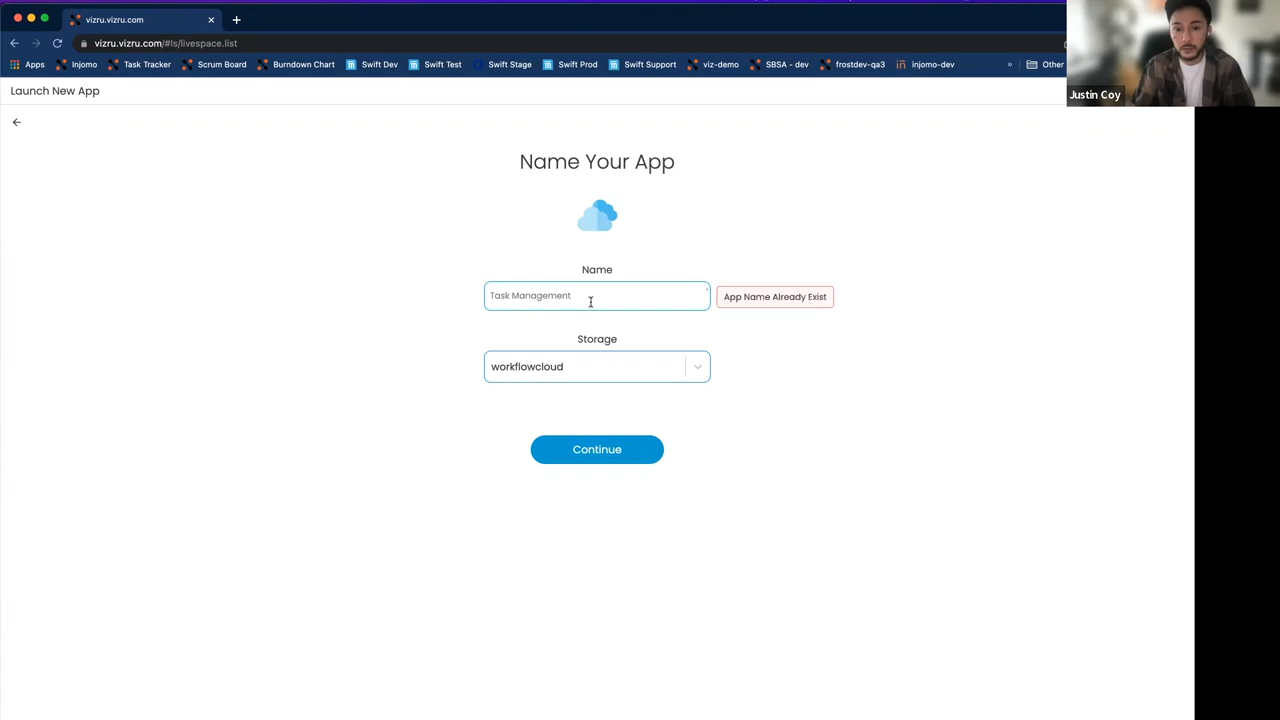 vizru.vizru.com
vizru.vizru.com/#ls/livespace.list
Apps Injomo Task Tracker Scrum Board Burndown Chart Swift Dev Swift Test Swift Stage Swift Prod Swift Support viz-demo SBSA - dev frostdev-qa3 injomo-dev » Other
Justin Coy
Launch New App
Name Your App
Name
Task Management
App Name Already Exist
Storage
workflowcloud
Continue